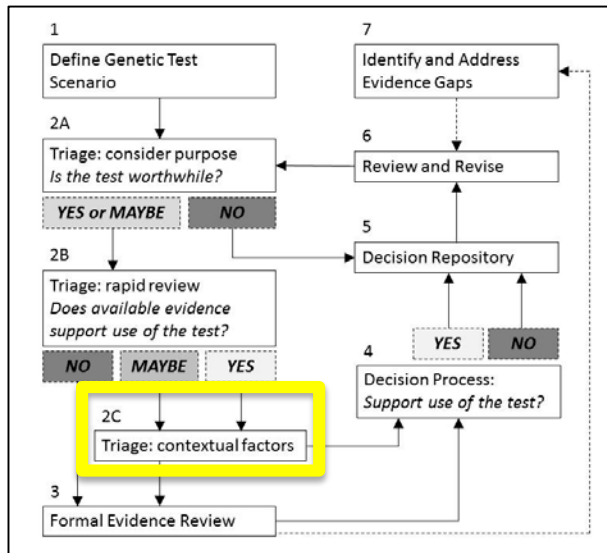 1
Define Genetic Test
Scenario
2A
Triage: consider purpose
Is the test worthwhile?
YES or MAYBE
NO
2B
Triage: rapid review
Does available evidence
support use of the test?
NO
MAYBE
YES
2C
Triage: contextual factors
3
Formal Evidence Review
7
Identify and Address
Evidence Gaps
6
Review and Revise
5
Decision Repository
YES
NO
4
Decision Process:
Support use of the test?